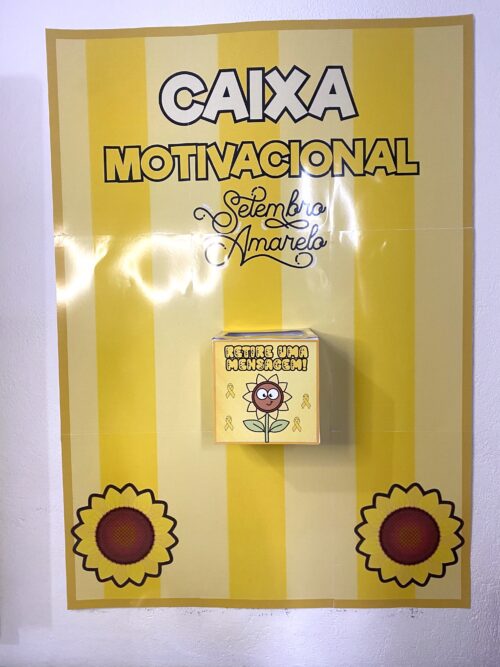 CAIXA
MOTIVACIONAL
Setembro
Amarelo
RETIRE UMA
MENSAGEM!